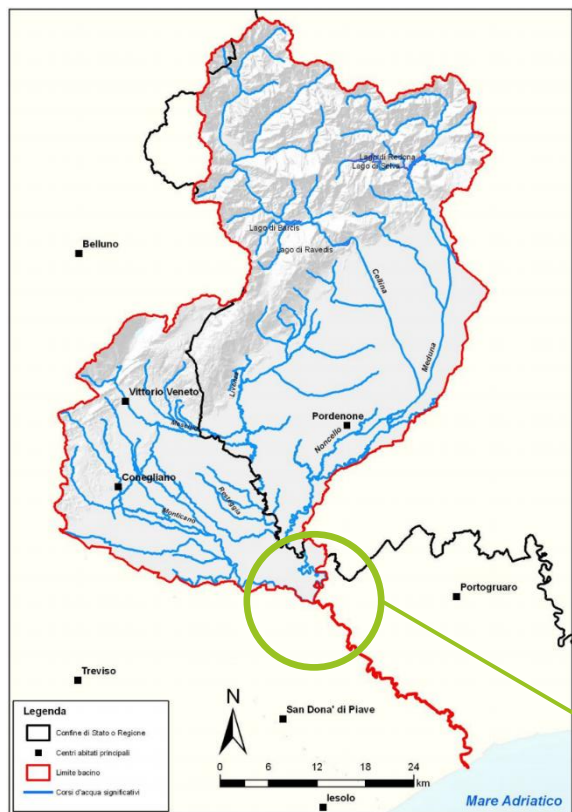 Lago di Redona
Lago di Selva
Lago di Barcis
Belluno
Lago di Ravedis
Cellina
Meduna
Livenza
Vittorio Veneto
Pordenone
Noncello
Meschio
Conegliano
Monticano
Portogruaro
Treviso
N
San Dona' di Piave
Legenda
Confine di Stato o Regione
Centri abitati principali
Limite bacino
Corsi d'acqua significativi
0 3 6 12 18 24
km
Iesolo
Mare Adriatico